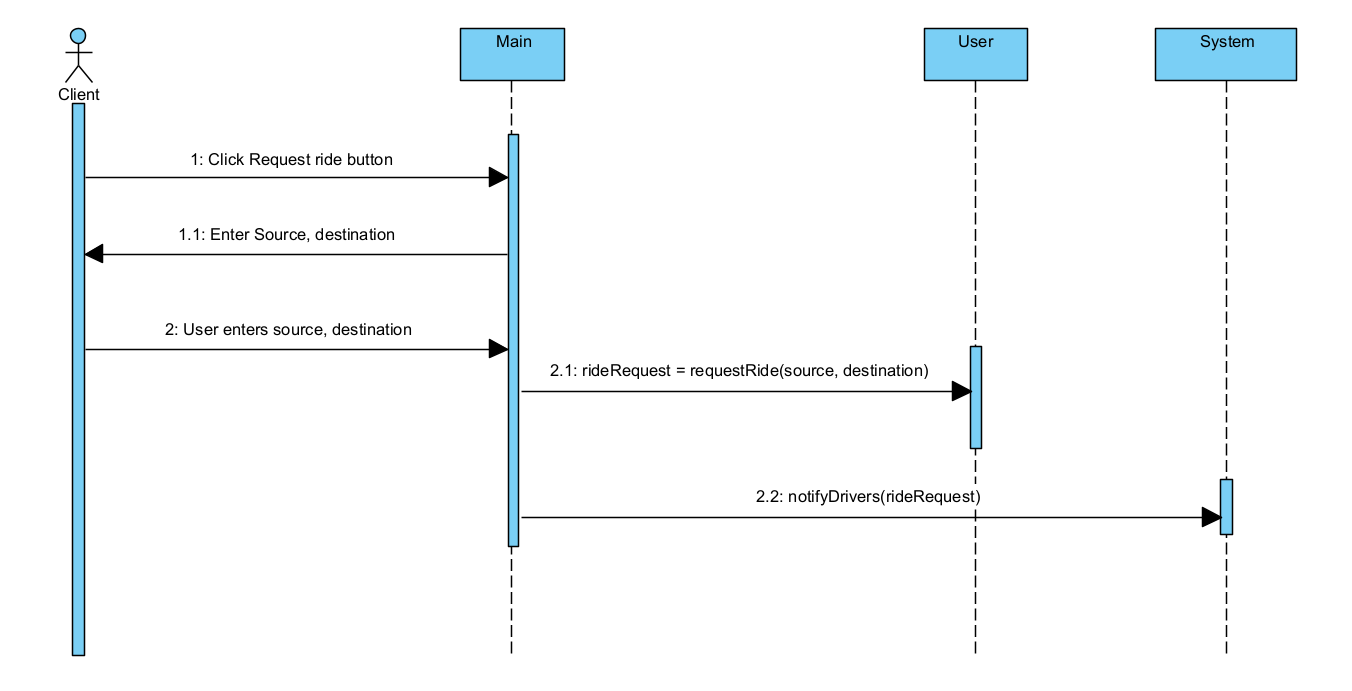 Main
User
System
Client
1: Click Request ride button
1.1: Enter Source, destination
2: User enters source, destination
2.1: rideRequest = requestRide(source, destination)
2.2: notifyDrivers(rideRequest)